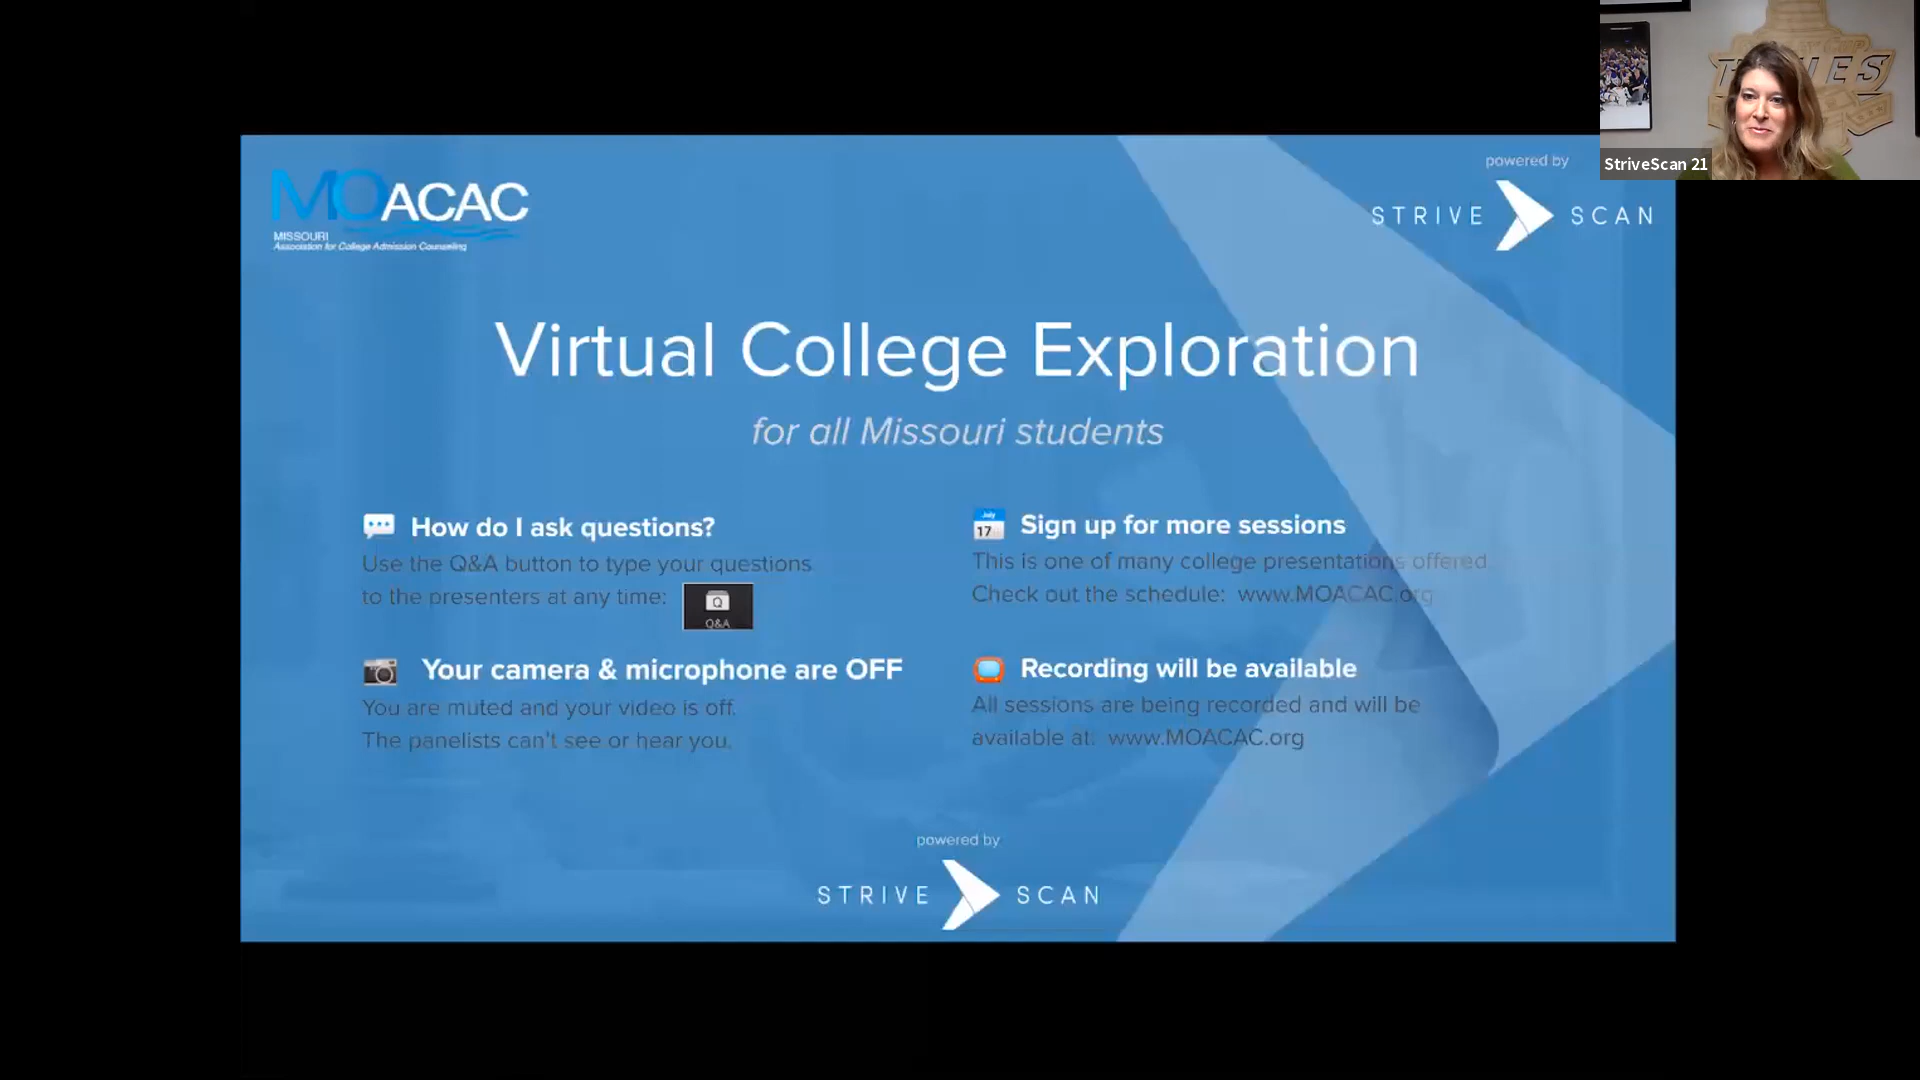 MOACAC
MISSOURI
Association for College Admission Counseling
powered by
STRIVE SCAN
StriveScan 21
Virtual College Exploration
for all Missouri students
How do I ask questions?
Use the Q&A button to type your questions
to the presenters at any time:
Q
Q&A
Your camera & microphone are OFF
You are muted and your video is off.
The panelists can't see or hear you.
July
17
Sign up for more sessions
This is one of many college presentations offered
Check out the schedule: www.MOACAC.org
Recording will be available
All sessions are being recorded and will be
available at: www.MOACAC.org
powered by
STRIVE SCAN